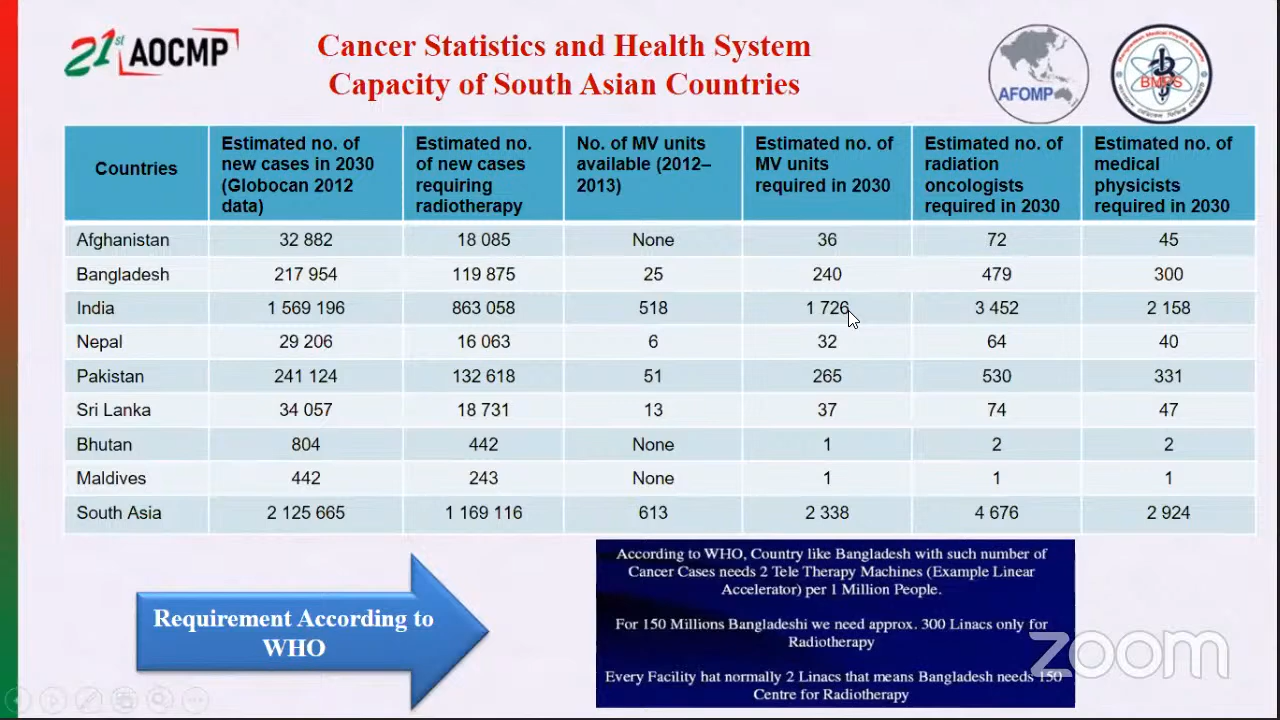 21st AOCMP
Cancer Statistics and Health System
Capacity of South Asian Countries
AFOMP
BMPS
Countries
Estimated no. of
new cases in 2030
(Globocan 2012
data)
Estimated no.
of new cases
requiring
radiotherapy
No. of MV units
available (2012–
2013)
Estimated no. of
MV units
required in 2030
Estimated no. of
radiation
oncologists
required in 2030
Estimated no. of
medical
physicists
required in 2030
Afghanistan 32 882 18 085 None 36 72 45
Bangladesh 217 954 119 875 25 240 479 300
India 1 569 196 863 058 518 1 726 3 452 2 158
Nepal 29 206 16 063 6 32 64 40
Pakistan 241 124 132 618 51 265 530 331
Sri Lanka 34 057 18 731 13 37 74 47
Bhutan 804 442 None 1 2 2
Maldives 442 243 None 1 1 1
South Asia 2 125 665 1 169 116 613 2 338 4 676 2 924
Requirement According to
WHO
According to WHO, Country like Bangladesh with such number of
Cancer Cases needs 2 Tele Therapy Machines (Example Linear
Accelerator) per 1 Million People.
For 150 Millions Bangladeshi we need approx. 300 Linacs only for
Radiotherapy
Every Facility hat normally 2 Linacs that means Bangladesh needs 150
Centre for Radiotherapy
zoom